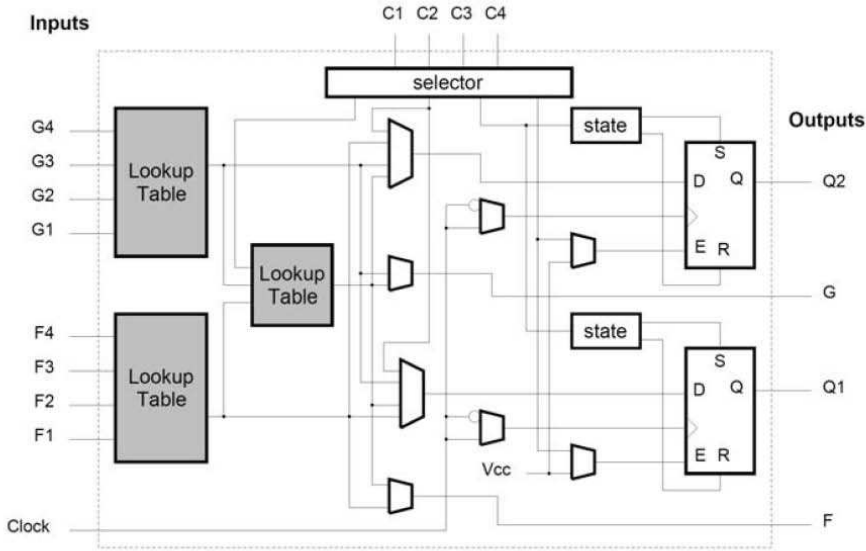 C1 C2 C3 C4
Inputs
selector
G4
G3
G2
G1
Lookup
Table
state
Outputs
S
D Q
Q2
E R
Lookup
Table
G
F4
F3
F2
F1
Lookup
Table
state
S
D Q
Q1
E R
Vcc
Clock
F